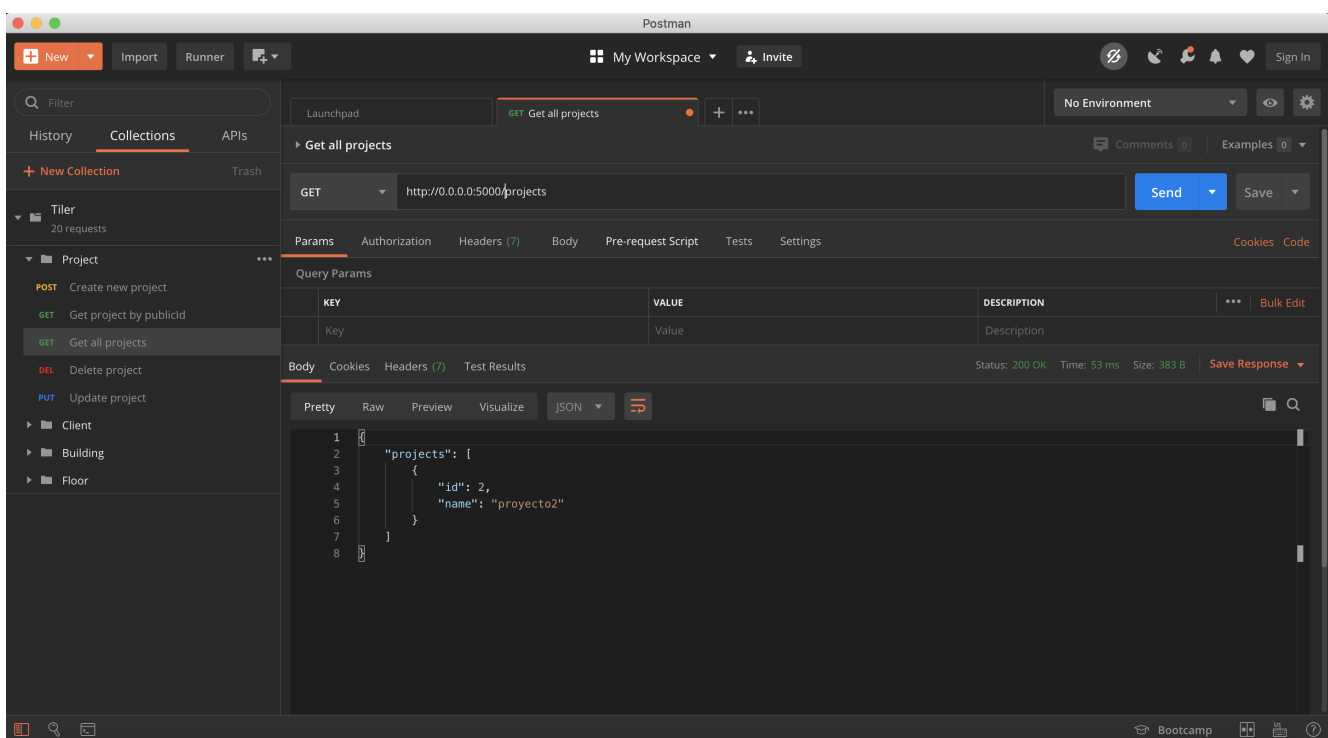 Postman
New Import Runner My Workspace Invite Sign In
Filter
History Collections APIs
New Collection Trash
Tiler
20 requests
Project
POST Create new project
GET Get project by publicId
GET Get all projects
DEL Delete project
PUT Update project
Client
Building
Floor
Launchpad GET Get all projects No Environment
Get all projects Comments 0 Examples 0
GET http://0.0.0.0:5000/projects Send Save
Params Authorization Headers (7) Body Pre-request Script Tests Settings Cookies Code
Query Params
KEY VALUE DESCRIPTION Bulk Edit
Key Value Description
Body Cookies Headers (7) Test Results Status: 200 OK Time: 53 ms Size: 383 B Save Response
Pretty Raw Preview Visualize JSON
1 {
2 "projects": [
3 {
4 "id": 2,
5 "name": "proyecto2"
6 }
7 ]
8 }
Bootcamp